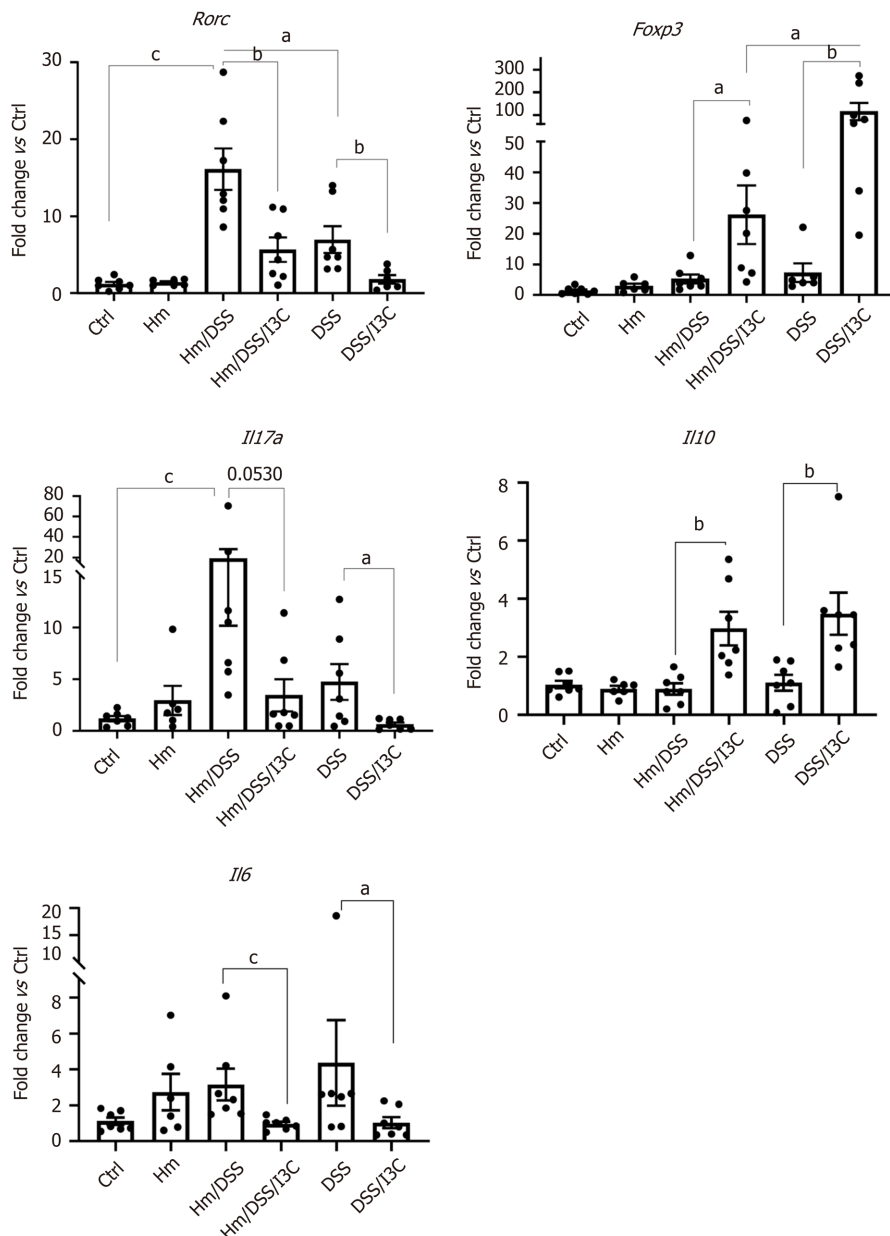 Rorc
a
c
b
b
Fold change vs Ctrl
30
20
10
0
Ctrl
Hm
Hm/DSS
Hm/DSS/I3C
DSS
DSS/I3C
Foxp3
a
b
a
Fold change vs Ctrl
300
200
100
50
40
30
20
10
0
Ctrl
Hm
Hm/DSS
Hm/DSS/I3C
DSS
DSS/I3C
Il17a
c
0.0530
a
Fold change vs Ctrl
80
60
40
20
15
10
5
0
Ctrl
Hm
Hm/DSS
Hm/DSS/I3C
DSS
DSS/I3C
Il10
b
b
Fold change vs Ctrl
8
6
4
2
0
Ctrl
Hm
Hm/DSS
Hm/DSS/I3C
DSS
DSS/I3C
Il6
a
c
Fold change vs Ctrl
20
15
10
8
6
4
2
0
Ctrl
Hm
Hm/DSS
Hm/DSS/I3C
DSS
DSS/I3C